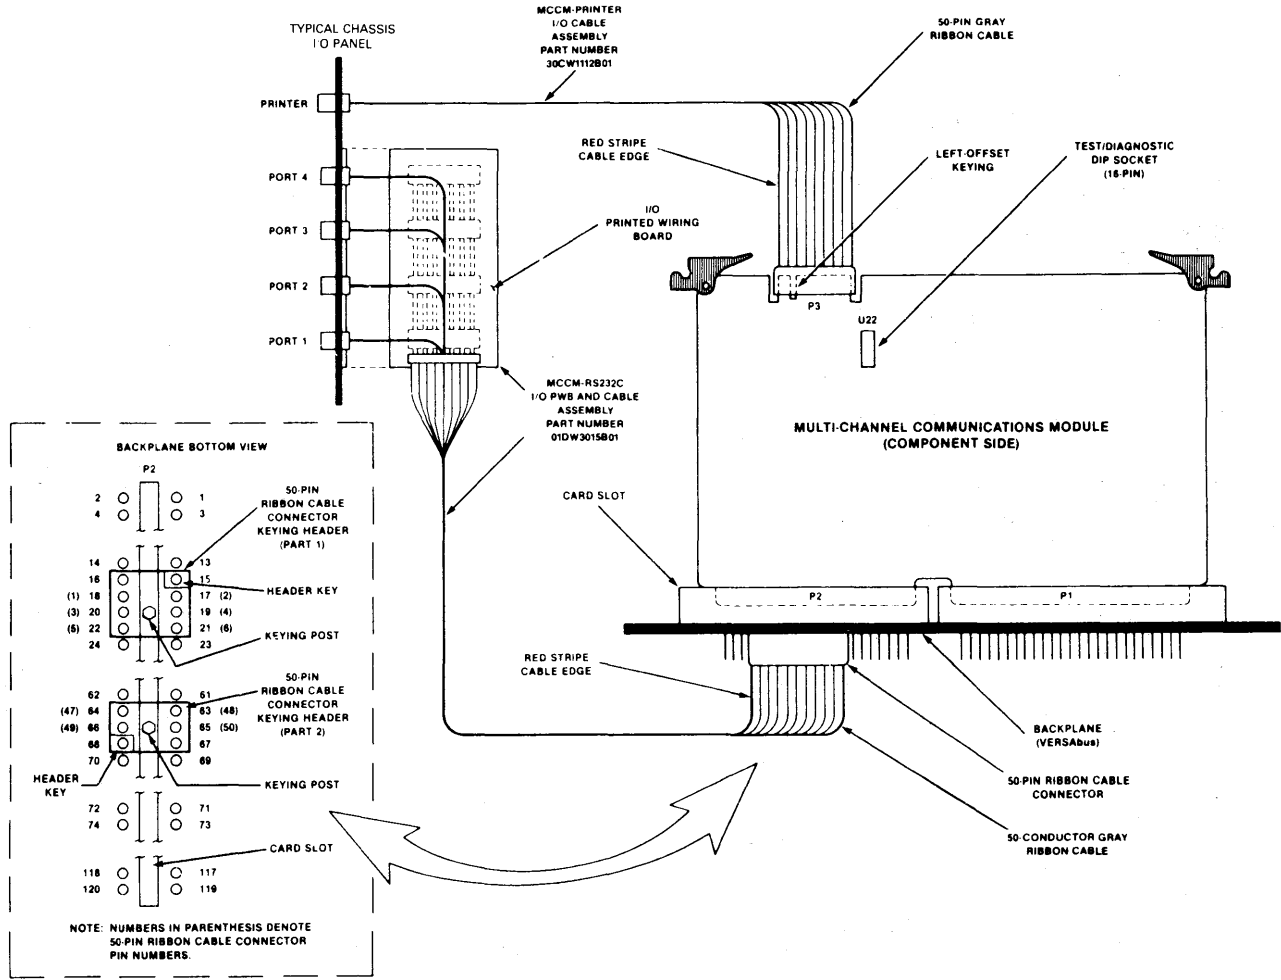 TYPICAL CHASSIS
I/O PANEL
MCCM-PRINTER
I/O CABLE
ASSEMBLY
PART NUMBER
30CW1112B01
50-PIN GRAY
RIBBON CABLE
PRINTER
PORT 4
PORT 3
PORT 2
PORT 1
RED STRIPE
CABLE EDGE
LEFT-OFFSET
KEYING
TEST/DIAGNOSTIC
DIP SOCKET
(16-PIN)
I/O
PRINTED WIRING
BOARD
P3
U22
MCCM-RS232C
I/O PWB AND CABLE
ASSEMBLY
PART NUMBER
01DW3015B01
MULTI-CHANNEL COMMUNICATIONS MODULE
(COMPONENT SIDE)
CARD SLOT
P2
P1
RED STRIPE
CABLE EDGE
BACKPLANE
(VERSAbus)
50-PIN RIBBON CABLE
CONNECTOR
50-CONDUCTOR GRAY
RIBBON CABLE
BACKPLANE BOTTOM VIEW
P2
50-PIN
RIBBON CABLE
CONNECTOR
KEYING HEADER
(PART 1)
2 1
4 3
14 13
16 15
(1) 18 17 (2)
(3) 20 19 (4)
(5) 22 21 (6)
24 23
HEADER KEY
KEYING POST
50-PIN
RIBBON CABLE
CONNECTOR
KEYING HEADER
(PART 2)
62 61
(47) 64 63 (48)
(49) 66 65 (50)
68 67
70 69
HEADER
KEY
KEYING POST
72 71
74 73
CARD SLOT
118 117
120 119
NOTE: NUMBERS IN PARENTHESIS DENOTE
50-PIN RIBBON CABLE CONNECTOR
PIN NUMBERS.